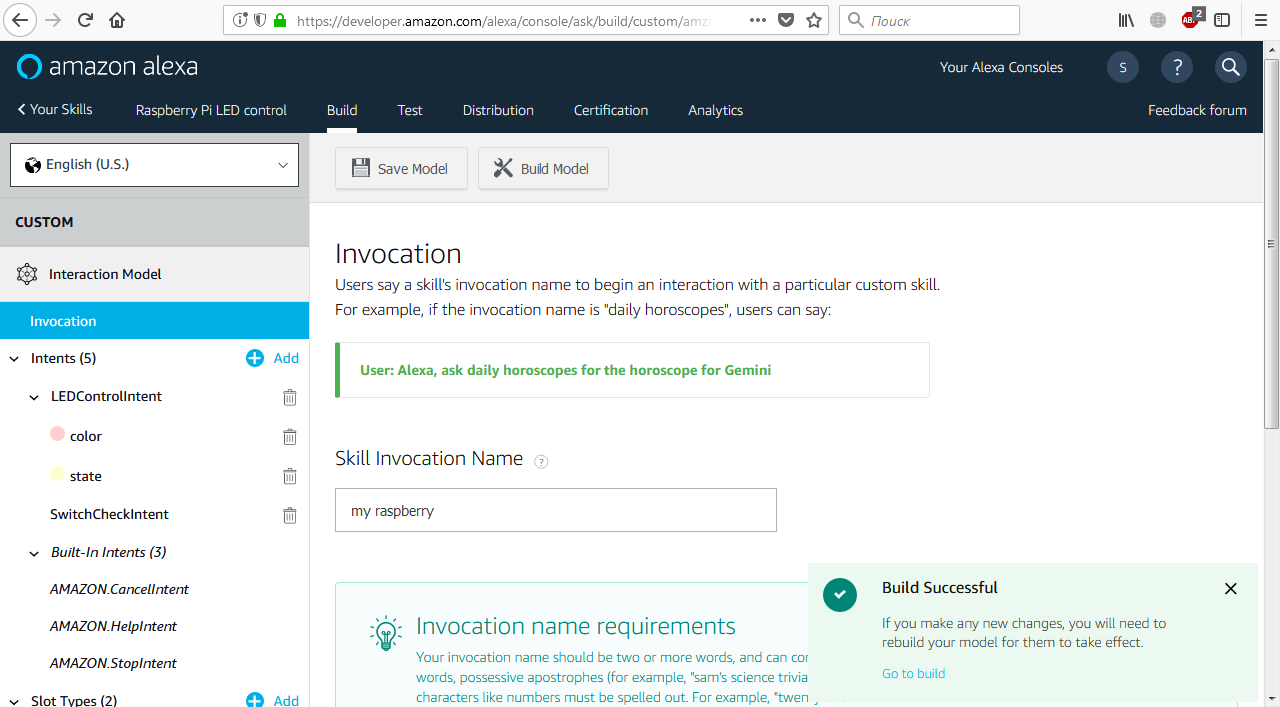 https://developer.amazon.com/alexa/console/ask/build/custom/amz
Поиск
ABP
2
amazon alexa
Your Alexa Consoles
S
?
Your Skills
Raspberry Pi LED control
Build
Test
Distribution
Certification
Analytics
Feedback forum
English (U.S.)
Save Model
Build Model
CUSTOM
Interaction Model
Invocation
Intents (5)
Add
LEDControlIntent
color
state
SwitchCheckIntent
Built-In Intents (3)
AMAZON.CancelIntent
AMAZON.HelpIntent
AMAZON.StopIntent
Slot Types (2)
Add
Invocation
Users say a skill's invocation name to begin an interaction with a particular custom skill.
For example, if the invocation name is "daily horoscopes", users can say:
User: Alexa, ask daily horoscopes for the horoscope for Gemini
Skill Invocation Name
?
my raspberry
Invocation name requirements
Your invocation name should be two or more words, and can
words, possessive apostrophes (for example, "sam's science trivia
characters like numbers must be spelled out. For example, "twenty
Build Successful
If you make any new changes, you will need to
rebuild your model for them to take effect.
Go to build